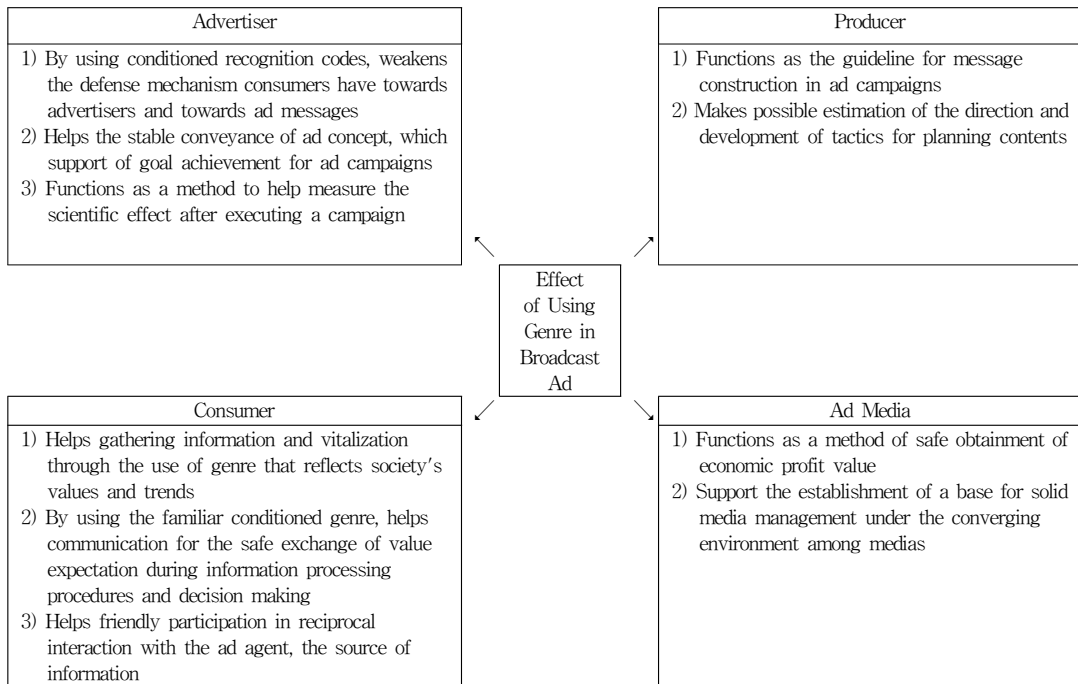 Advertiser
1) By using conditioned recognition codes, weakens
the defense mechanism consumers have towards
advertisers and towards ad messages
2) Helps the stable conveyance of ad concept, which
support of goal achievement for ad campaigns
3) Functions as a method to help measure the
scientific effect after executing a campaign
Producer
1) Functions as the guideline for message
construction in ad campaigns
2) Makes possible estimation of the direction and
development of tactics for planning contents
Effect
of Using
Genre in
Broadcast
Ad
Consumer
1) Helps gathering information and vitalization
through the use of genre that reflects society's
values and trends
2) By using the familiar conditioned genre, helps
communication for the safe exchange of value
expectation during information processing
procedures and decision making
3) Helps friendly participation in reciprocal
interaction with the ad agent, the source of
information
Ad Media
1) Functions as a method of safe obtainment of
economic profit value
2) Support the establishment of a base for solid
media management under the converging
environment among medias